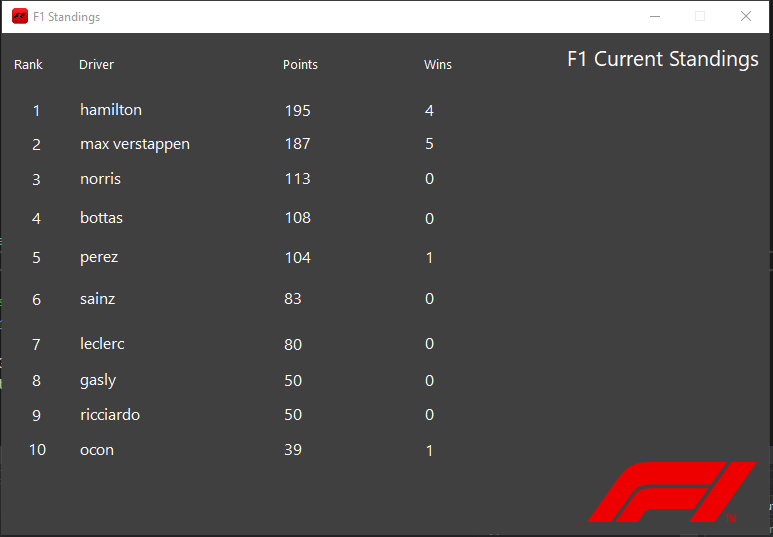 F1 Standings
F1 Current Standings
Rank Driver Points Wins
1 hamilton 195 4
2 max verstappen 187 5
3 norris 113 0
4 bottas 108 0
5 perez 104 1
6 sainz 83 0
7 leclerc 80 0
8 gasly 50 0
9 ricciardo 50 0
10 ocon 39 1
F1
TM